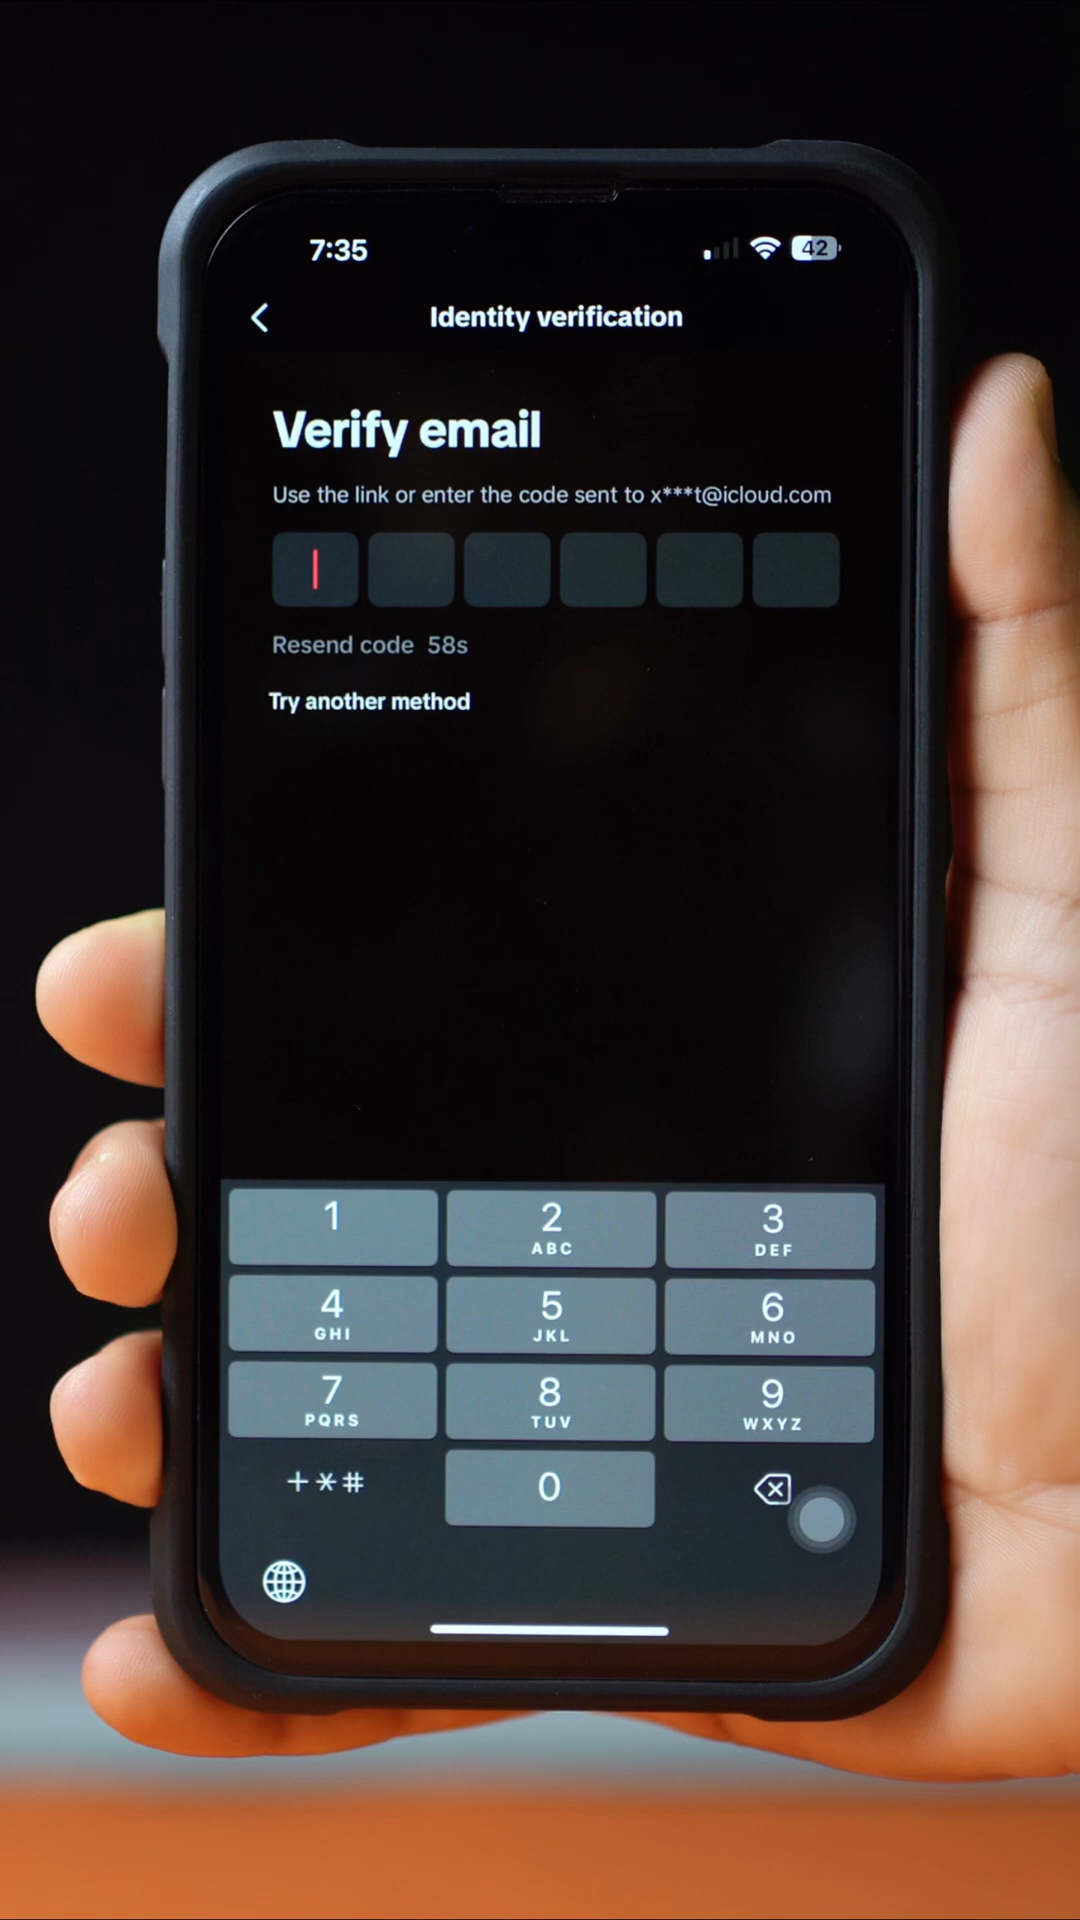 7:35
42
Identity verification
Verify email
Use the link or enter the code sent to x***t@icloud.com
Resend code 58s
Try another method
1
2
ABC
3
DEF
4
GHI
5
JKL
6
MNO
7
PQRS
8
TUV
9
WXYZ
+*#
0